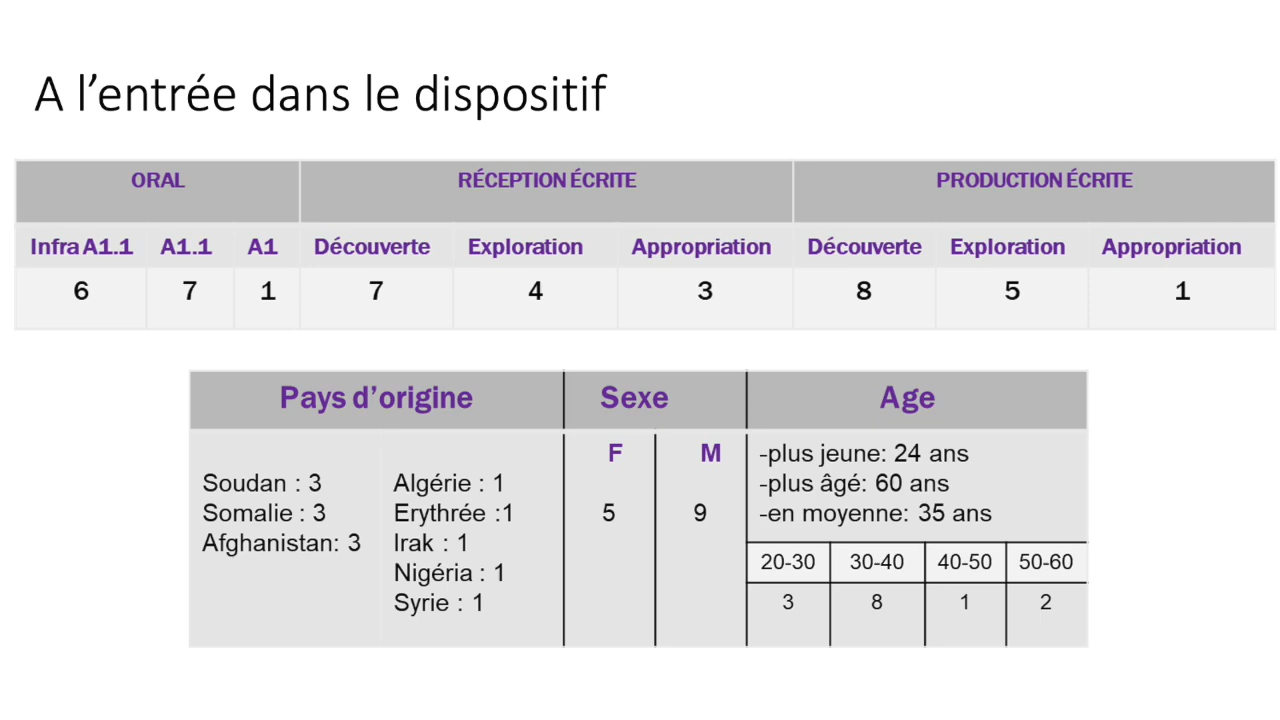 A l’entrée dans le dispositif
ORAL RÉCEPTION ÉCRITE PRODUCTION ÉCRITE
Infra A1.1 A1.1 A1 Découverte Exploration Appropriation Découverte Exploration Appropriation
6 7 1 7 4 3 8 5 1
Pays d’origine Sexe Age
F M -plus jeune: 24 ans
Soudan : 3 Algérie : 1 -plus âgé: 60 ans
Somalie : 3 Erythrée :1 5 9 -en moyenne: 35 ans
Afghanistan: 3 Irak : 1
20-30 30-40 40-50 50-60
Nigéria : 1
Syrie : 1 3 8 1 2